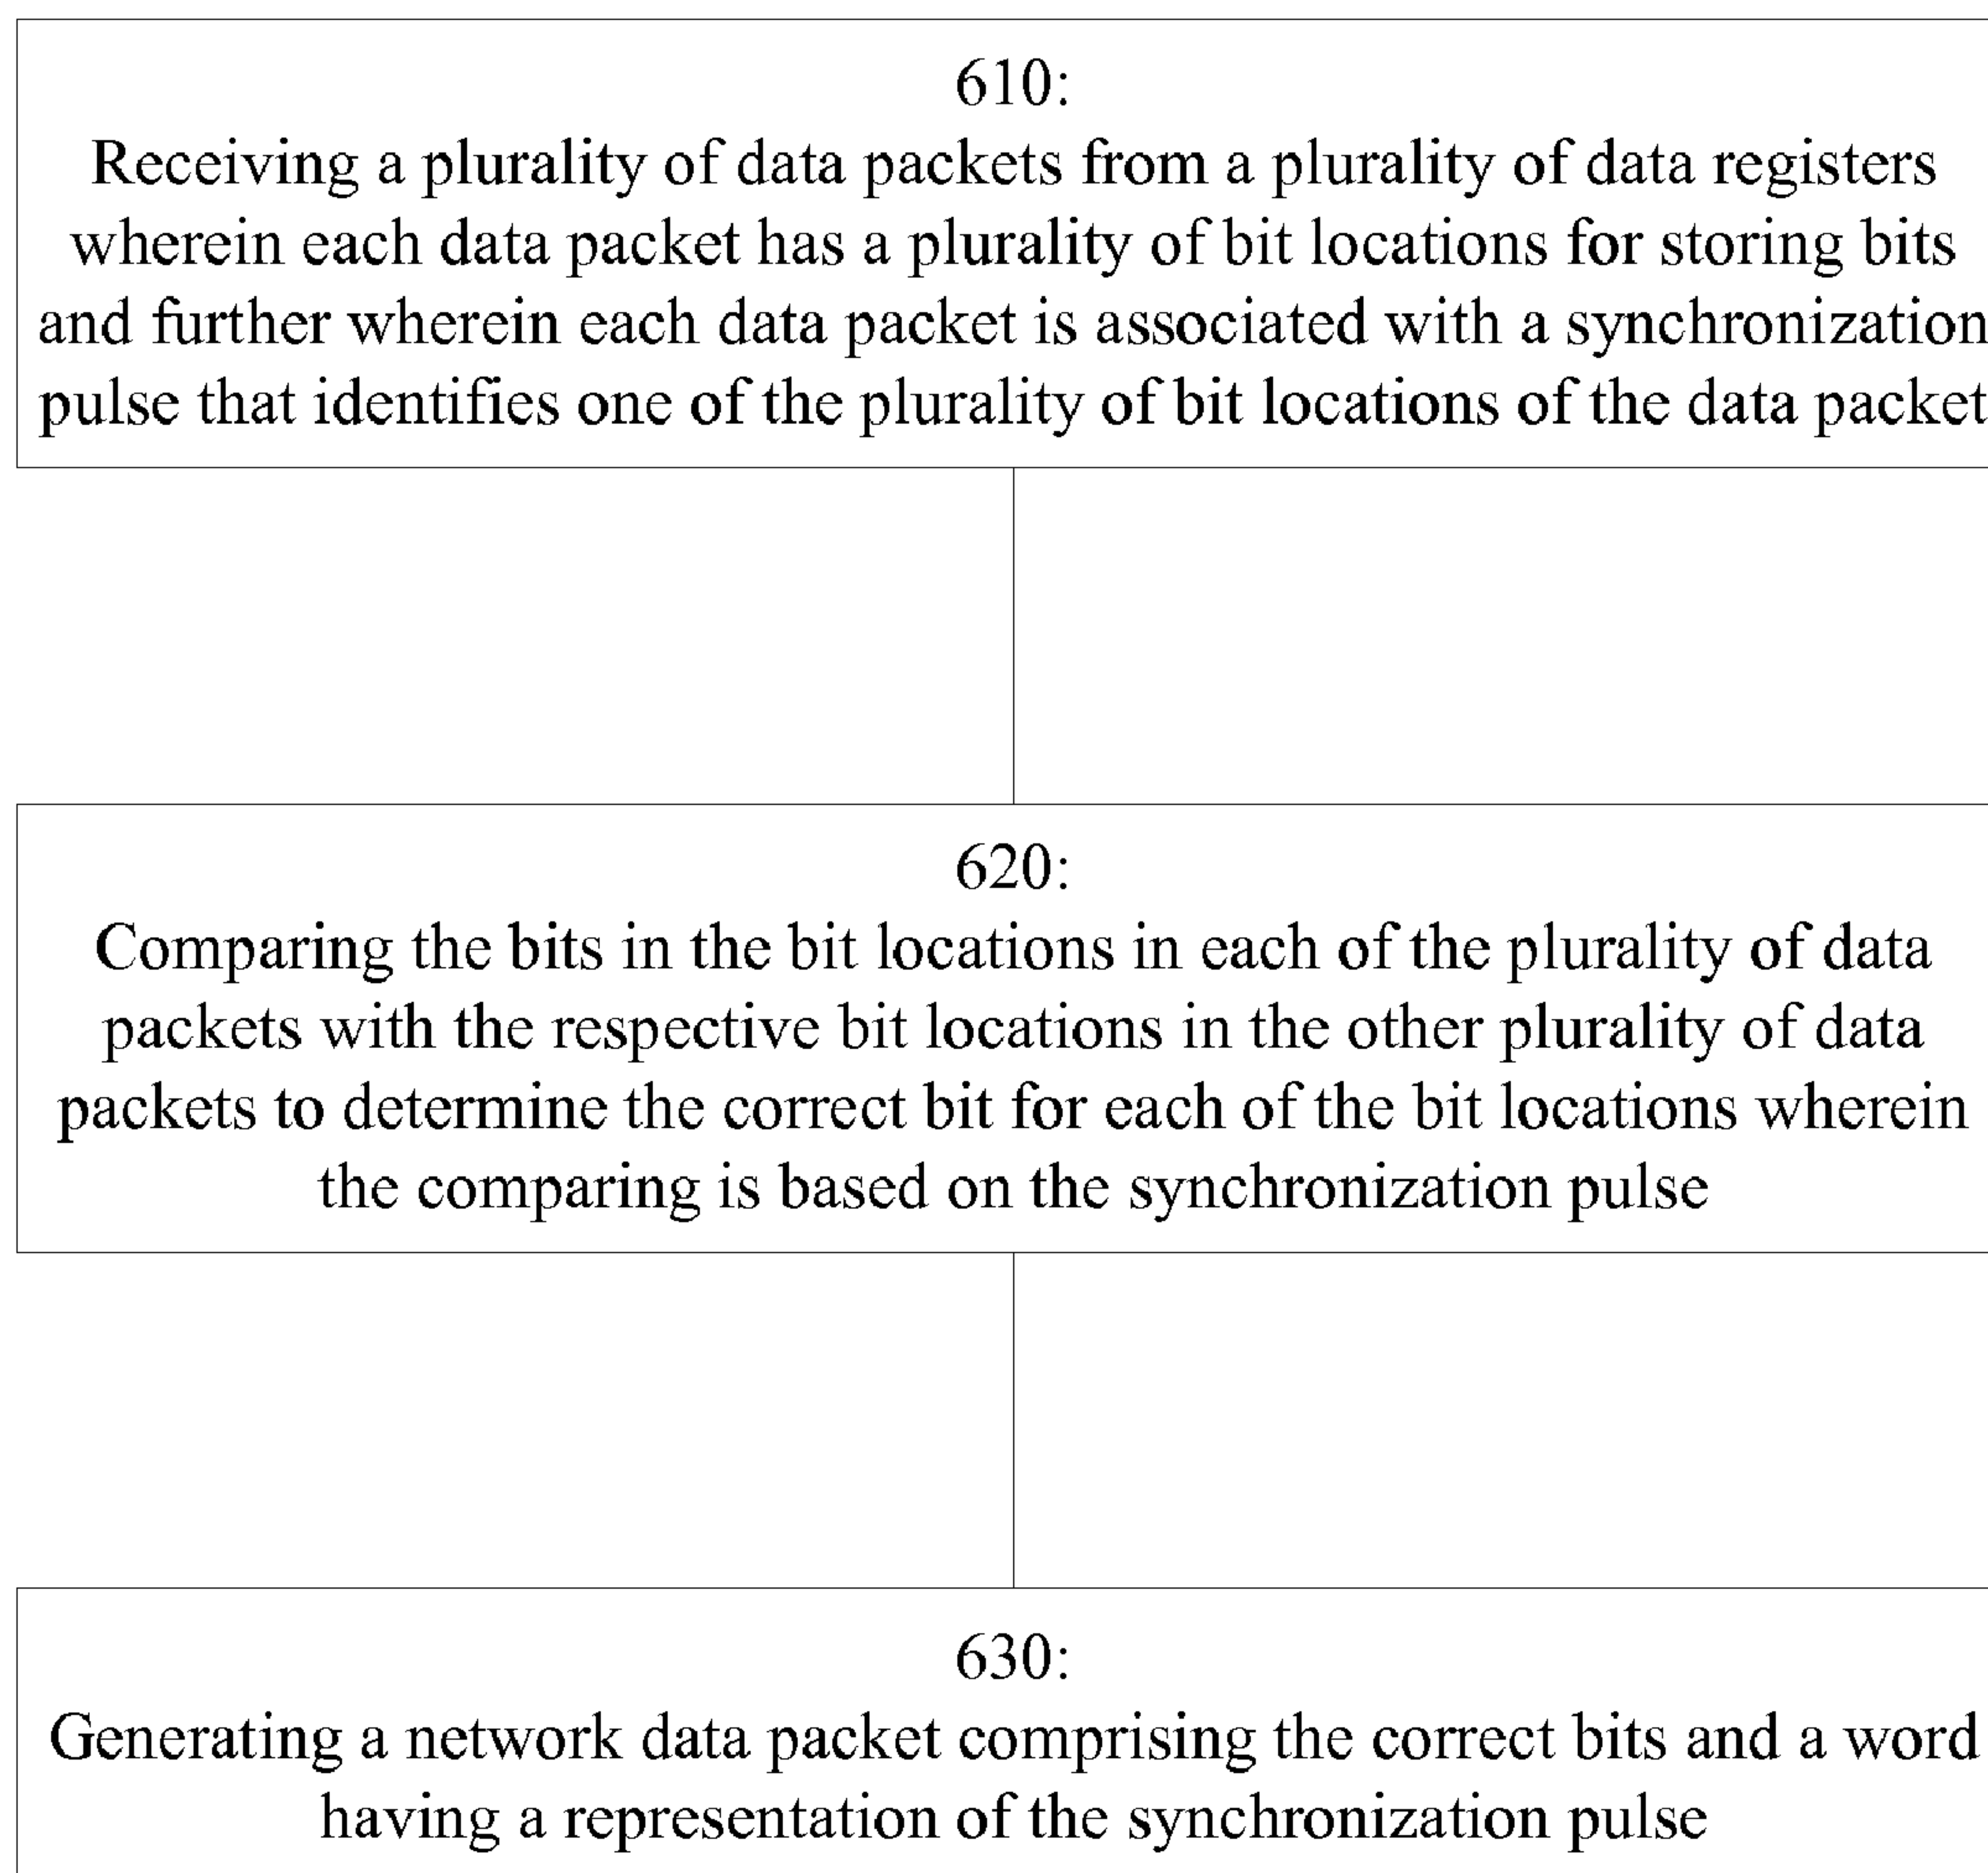 610:
Receiving a plurality of data packets from a plurality of data registers
wherein each data packet has a plurality of bit locations for storing bits
and further wherein each data packet is associated with a synchronization
pulse that identifies one of the plurality of bit locations of the data packet
620:
Comparing the bits in the bit locations in each of the plurality of data
packets with the respective bit locations in the other plurality of data
packets to determine the correct bit for each of the bit locations wherein
the comparing is based on the synchronization pulse
630:
Generating a network data packet comprising the correct bits and a word
having a representation of the synchronization pulse